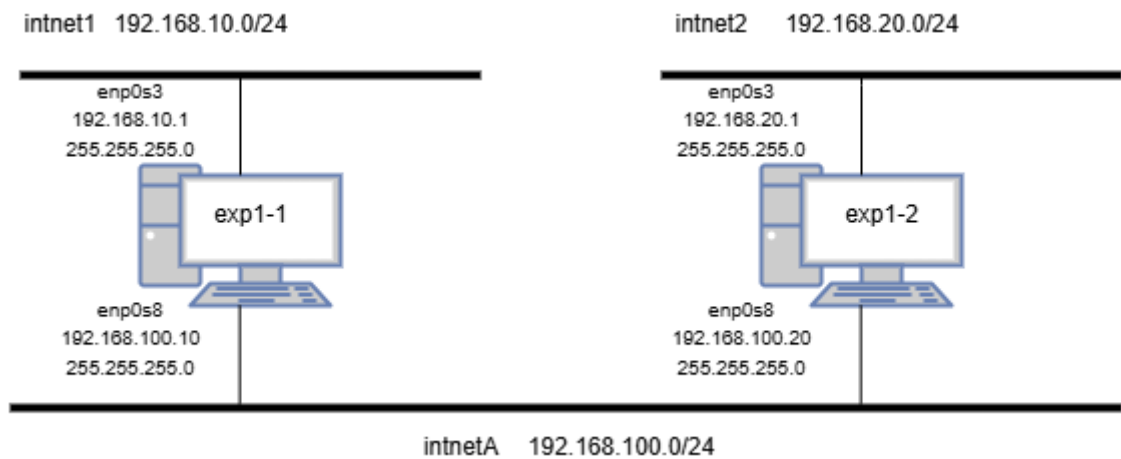 intnet1 192.168.10.0/24
intnet2 192.168.20.0/24
enp0s3
192.168.10.1
255.255.255.0
enp0s3
192.168.20.1
255.255.255.0
exp1-1
exp1-2
enp0s8
192.168.100.10
255.255.255.0
enp0s8
192.168.100.20
255.255.255.0
intnetA 192.168.100.0/24